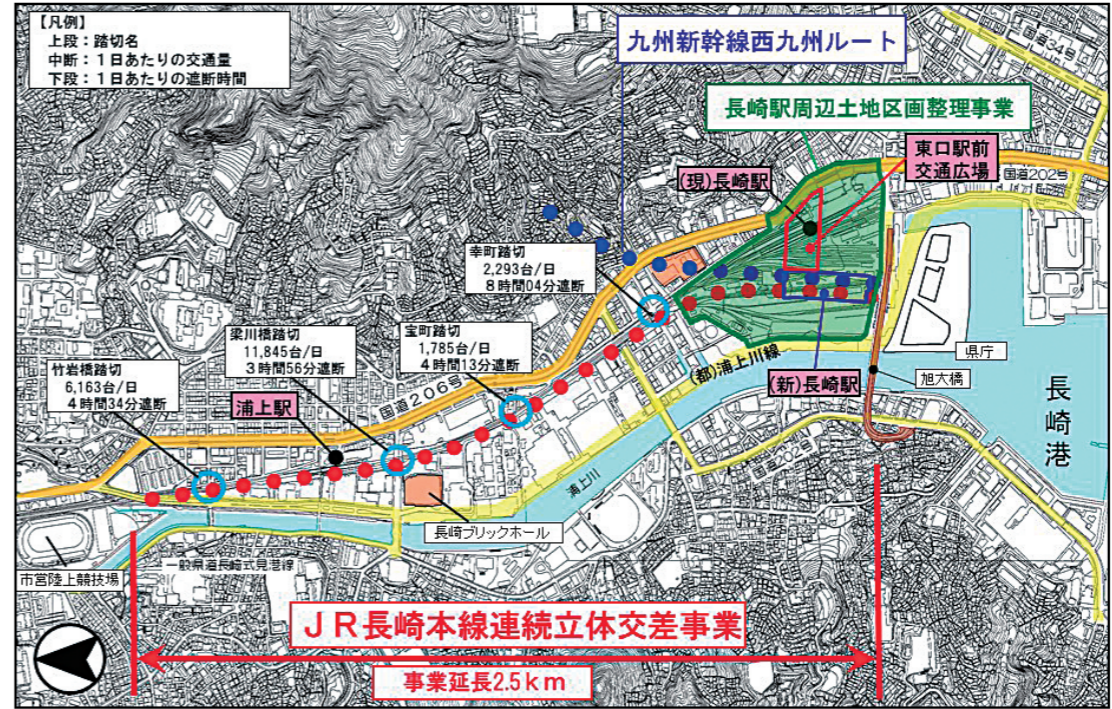 【凡例】
上段：踏切名
中断：１日あたりの交通量
下段：１日あたりの遮断時間
九州新幹線西九州ルート
国道34号
長崎駅周辺土地区画整理事業
東口駅前
交通広場
国道202号
(現)長崎駅
幸町踏切
2,293台/日
８時間04分遮断
梁川橋踏切
11,845台/日
３時間56分遮断
宝町踏切
1,785台/日
４時間13分遮断
竹岩橋踏切
6,163台/日
４時間34分遮断
浦上駅
国道206号
(都)浦上川線
(新)長崎駅
県庁
旭大橋
長崎港
国道202号
浦上川
長崎ブリックホール
市営陸上競技場
一般県道長崎式見港線
ＪＲ長崎本線連続立体交差事業
事業延長2.5ｋｍ